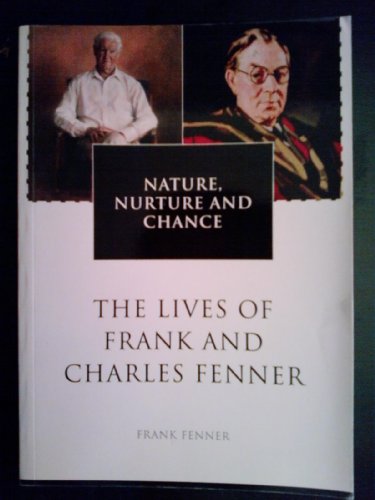 NATURE,
NURTURE AND
CHANCE
THE LIVES OF
FRANK AND
CHARLES FENNER
FRANK FENNER